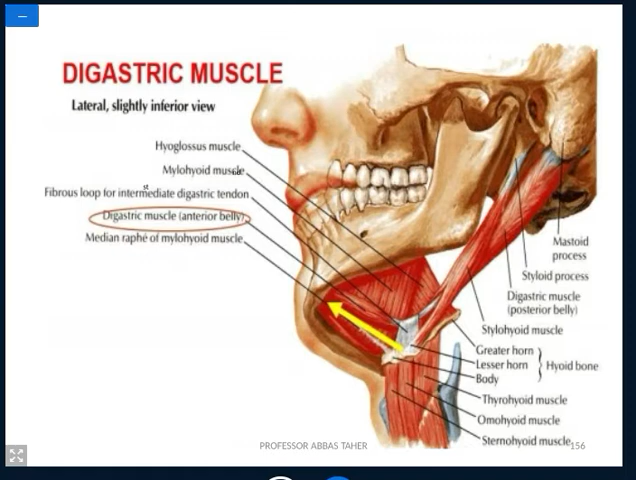 DIGASTRIC MUSCLE
Lateral, slightly inferior view
Hyoglossus muscle
Mylohyoid muscle
Fibrous loop for intermediate digastric tendon
Digastric muscle (anterior belly)
Median raphé of mylohyoid muscle
Mastoid
process
Styloid process
Digastric muscle
(posterior belly)
Stylohyoid muscle
Greater horn
Lesser horn
Body
Hyoid bone
Thyrohyoid muscle
Omohyoid muscle
Sternohyoid muscle
PROFESSOR ABBAS TAHER
156